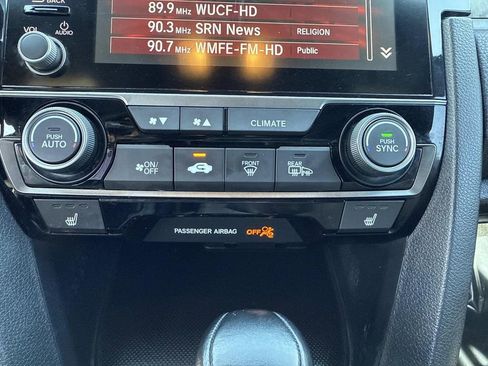 BACK
89.9 MHz WUCF-HD
90.3 MHz SRN News RELIGION
90.7 MHz WMFE-FM-HD Public
VOL AUDIO
CLIMATE
PUSH
AUTO
PUSH
SYNC
ON/
OFF
FRONT
REAR
PASSENGER AIRBAG OFF